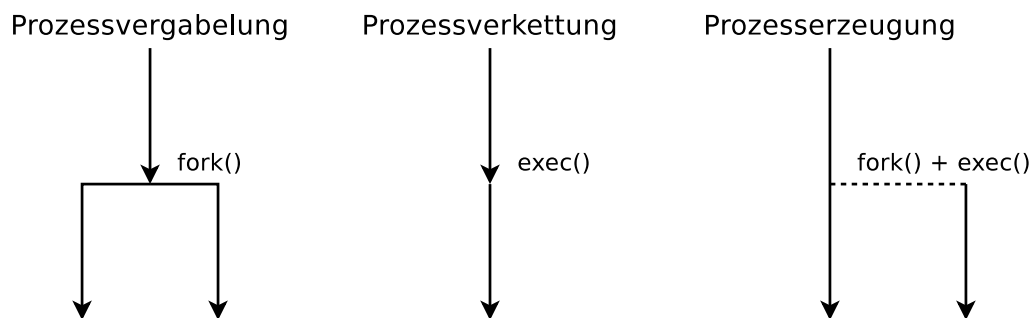 Prozessvergabelung
Prozessverkettung
Prozesserzeugung
fork()
exec()
fork() + exec()